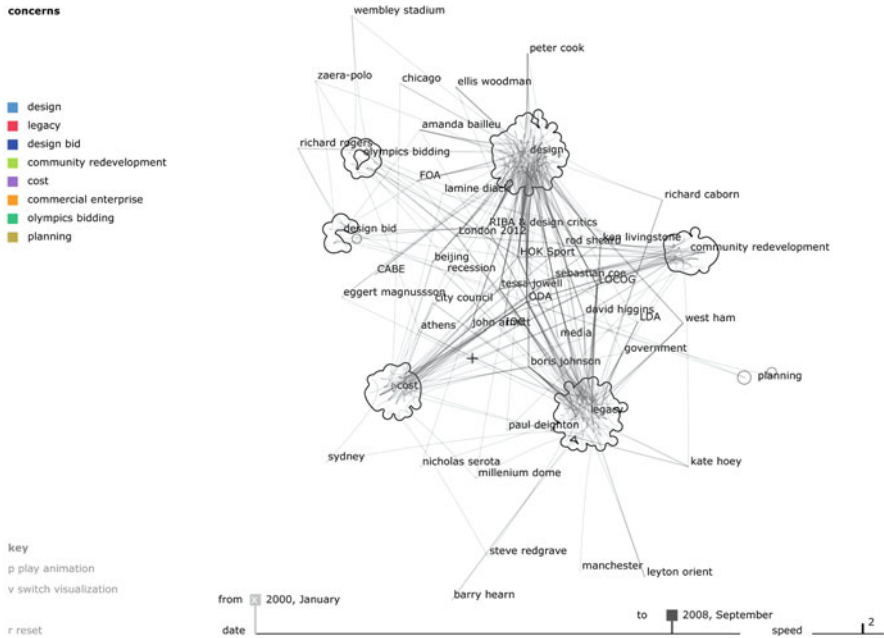 concerns
design
legacy
design bid
community redevelopment
cost
commercial enterprise
olympics bidding
planning
wembley stadium
peter cook
zaera-polo
chicago
ellis woodman
amanda bailleu
richard rogers
olympics bidding
design
FOA
lamine diack
richard caborn
design bid
RIBA & design critics
London 2012
rod sheard
ken livingstone
community redevelopment
HOK Sport
beijing
CABE
recession
sebastian coe
tessa jowell
LOCOG
eggert magnussson
city council
ODA
david higgins
LDA
west ham
athens
john armitt
IOC
media
government
boris johnson
planning
cost
legacy
paul deighton
sydney
nicholas serota
kate hoey
millenium dome
steve redgrave
manchester
leyton orient
barry hearn
key
p play animation
v switch visualization
r reset
from x 2000, January
to 2008, September
date
speed
2